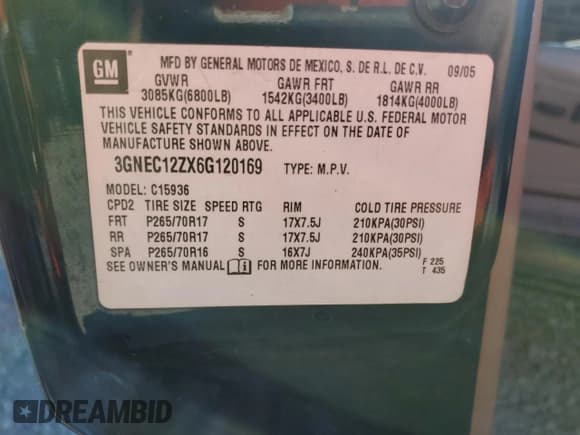 GM
MFD BY GENERAL MOTORS DE MEXICO, S. DE R.L. DE C.V. 09/05
GVWR GAWR FRT GAWR RR
3085KG(6800LB) 1542KG(3400LB) 1814KG(4000LB)
THIS VEHICLE CONFORMS TO ALL APPLICABLE U.S. FEDERAL MOTOR
VEHICLE SAFETY STANDARDS IN EFFECT ON THE DATE OF
MANUFACTURE SHOWN ABOVE.
3GNEC12ZX6G120169 TYPE: M.P.V.
MODEL: C15936
CPD2 TIRE SIZE SPEED RTG RIM COLD TIRE PRESSURE
FRT P265/70R17 S 17X7.5J 210KPA(30PSI)
RR P265/70R17 S 17X7.5J 210KPA(30PSI)
SPA P265/70R16 S 16X7J 240KPA(35PSI)
SEE OWNER'S MANUAL FOR MORE INFORMATION. F 225
T 435
DREAMBID